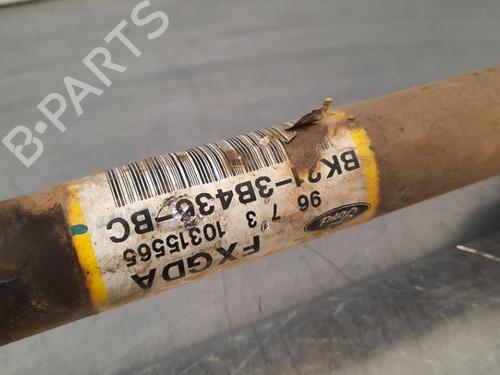 B-PARTS
BK21-3B436-BC
96 7 3
Ford
10315565
FXGDA